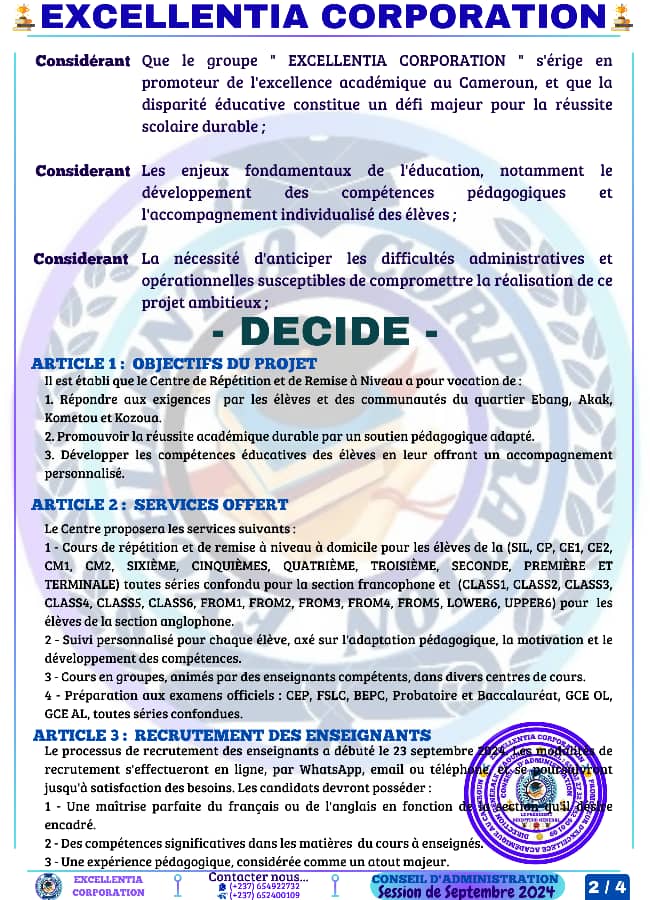 EXCELLENTIA CORPORATION
Considérant Que le groupe " EXCELLENTIA CORPORATION " s'érige en
promoteur de l'excellence académique au Cameroun, et que la
disparité éducative constitue un défi majeur pour la réussite
scolaire durable ;
Considerant Les enjeux fondamentaux de l'éducation, notamment le
développement des compétences pédagogiques et
l'accompagnement individualisé des élèves ;
Considerant La nécessité d'anticiper les difficultés administratives et
opérationnelles susceptibles de compromettre la réalisation de ce
projet ambitieux ;
- DECIDE -
ARTICLE 1 : OBJECTIFS DU PROJET
Il est établi que le Centre de Répétition et de Remise à Niveau a pour vocation de :
1. Répondre aux exigences par les élèves et des communautés du quartier Ebang, Akak,
Kometou et Kozoua.
2. Promouvoir la réussite académique durable par un soutien pédagogique adapté.
3. Développer les compétences éducatives des élèves en leur offrant un accompagnement
personnalisé.
ARTICLE 2 : SERVICES OFFERT
Le Centre proposera les services suivants :
1 - Cours de répétition et de remise à niveau à domicile pour les élèves de la (SIL, CP, CE1, CE2,
CM1, CM2, SIXIÈME, CINQUIÈMES, QUATRIÈME, TROISIÈME, SECONDE, PREMIÈRE ET
TERMINALE) toutes séries confondu pour la section francophone et (CLASS1, CLASS2, CLASS3,
CLASS4, CLASS5, CLASS6, FROM1, FROM2, FROM3, FROM4, FROM5, LOWER6, UPPER6) pour les
élèves de la section anglophone.
2 - Suivi personnalisé pour chaque élève, axé sur l'adaptation pédagogique, la motivation et le
développement des compétences.
3 - Cours en groupes, animés par des enseignants compétents, dans divers centres de cours.
4 - Préparation aux examens officiels : CEP, FSLC, BEPC, Probatoire et Baccalauréat, GCE OL,
GCE AL, toutes séries confondues.
ARTICLE 3 : RECRUTEMENT DES ENSEIGNANTS
Le processus de recrutement des enseignants a débuté le 23 septembre 2024. Les modalités de
recrutement s'effectueront en ligne, par WhatsApp, email ou téléphone, et se poursuivront
jusqu'à satisfaction des besoins. Les candidats devront posséder :
1 - Une maîtrise parfaite du français ou de l'anglais en fonction de la section qu'il désire
encadré.
2 - Des compétences significatives dans les matières du cours à enseignés.
3 - Une expérience pédagogique, considérée comme un atout majeur.
EXCELLENTIA
CORPORATION
Contacter nous...
(+237) 654922732
(+237) 652400109
CONSEIL D'ADMINISTRATION
Session de Septembre 2024
2 / 4